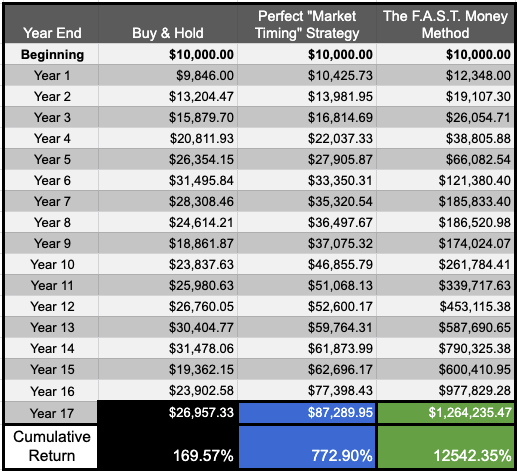 Year End Buy & Hold Perfect "Market Timing" Strategy The F.A.S.T. Money Method
Beginning $10,000.00 $10,000.00 $10,000.00
Year 1 $9,846.00 $10,425.73 $12,348.00
Year 2 $13,204.47 $13,981.95 $19,107.30
Year 3 $15,879.70 $16,814.69 $26,054.71
Year 4 $20,811.93 $22,037.33 $38,805.88
Year 5 $26,354.15 $27,905.87 $66,082.54
Year 6 $31,495.84 $33,350.31 $121,380.40
Year 7 $28,308.46 $35,320.54 $185,833.40
Year 8 $24,614.21 $36,497.67 $186,520.98
Year 9 $18,861.87 $37,075.32 $174,024.07
Year 10 $23,837.63 $46,855.79 $261,784.41
Year 11 $25,980.63 $51,068.13 $339,717.63
Year 12 $26,760.05 $52,600.17 $453,115.38
Year 13 $30,404.77 $59,764.31 $587,690.65
Year 14 $31,478.06 $61,873.99 $790,325.38
Year 15 $19,362.15 $62,696.17 $600,410.95
Year 16 $23,902.58 $77,398.43 $977,829.28
Year 17 $26,957.33 $87,289.95 $1,264,235.47
Cumulative Return 169.57% 772.90% 12542.35%